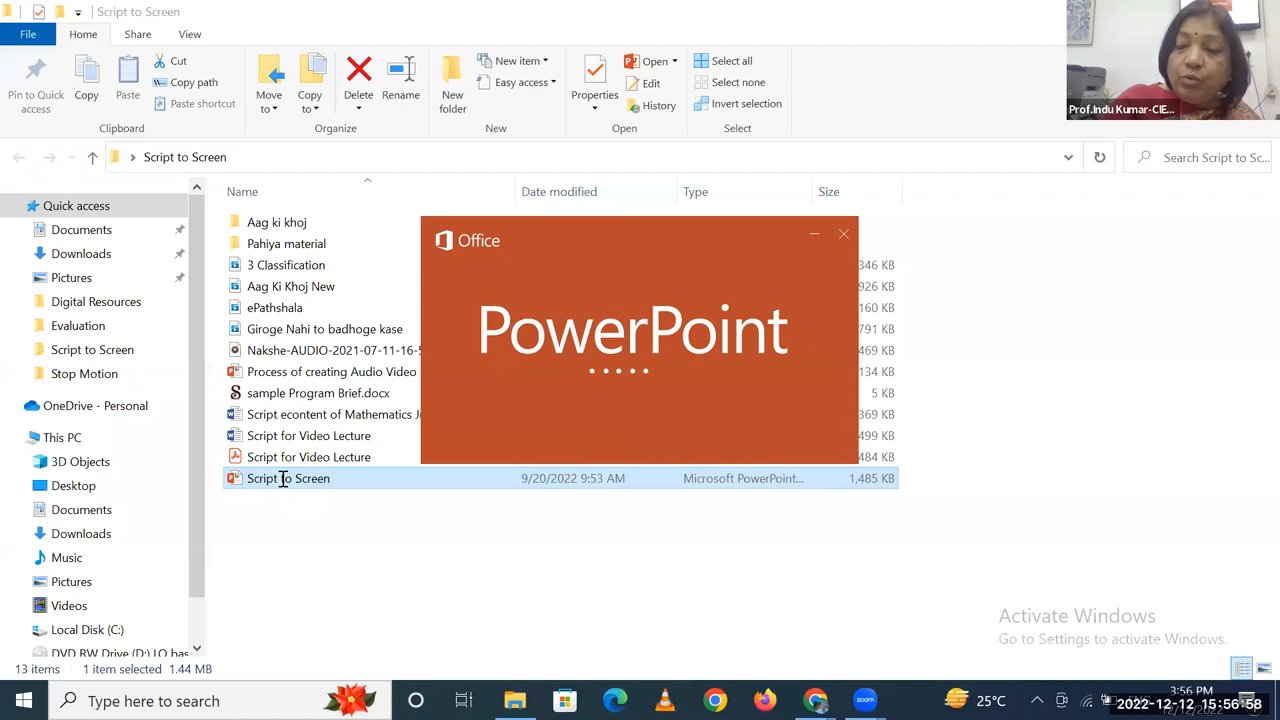 Script to Screen
File Home Share View
Pin to Quick access
Copy
Paste
Cut
Copy path
Paste shortcut
Move to
Copy to
Delete
Rename
New folder
New item
Easy access
Properties
Open
Edit
History
Select all
Select none
Invert selection
Clipboard Organize New Open Select
Prof.Indu Kumar-CIE...
Script to Screen
Search Script to Sc...
Name Date modified Type Size
Quick access
Documents
Downloads
Pictures
Digital Resources
Evaluation
Script to Screen
Stop Motion
OneDrive - Personal
This PC
3D Objects
Desktop
Documents
Downloads
Music
Pictures
Videos
Local Disk (C:)
Aag ki khoj
Pahiya material
3 Classification 346 KB
Aag Ki Khoj New 926 KB
ePathshala 160 KB
Giroge Nahi to badhoge kase 791 KB
Nakshe-AUDIO-2021-07-11-16-5 469 KB
Process of creating Audio Video 134 KB
sample Program Brief.docx 5 KB
Script econtent of Mathematics J 369 KB
Script for Video Lecture 499 KB
Script for Video Lecture 484 KB
Script to Screen 9/20/2022 9:53 AM Microsoft PowerPoint... 1,485 KB
Office
PowerPoint
Activate Windows
Go to Settings to activate Windows.
13 items 1 item selected 1.44 MB
Type here to search
zoom
25°C
3:56 PM
2022-12-12 15:56:58